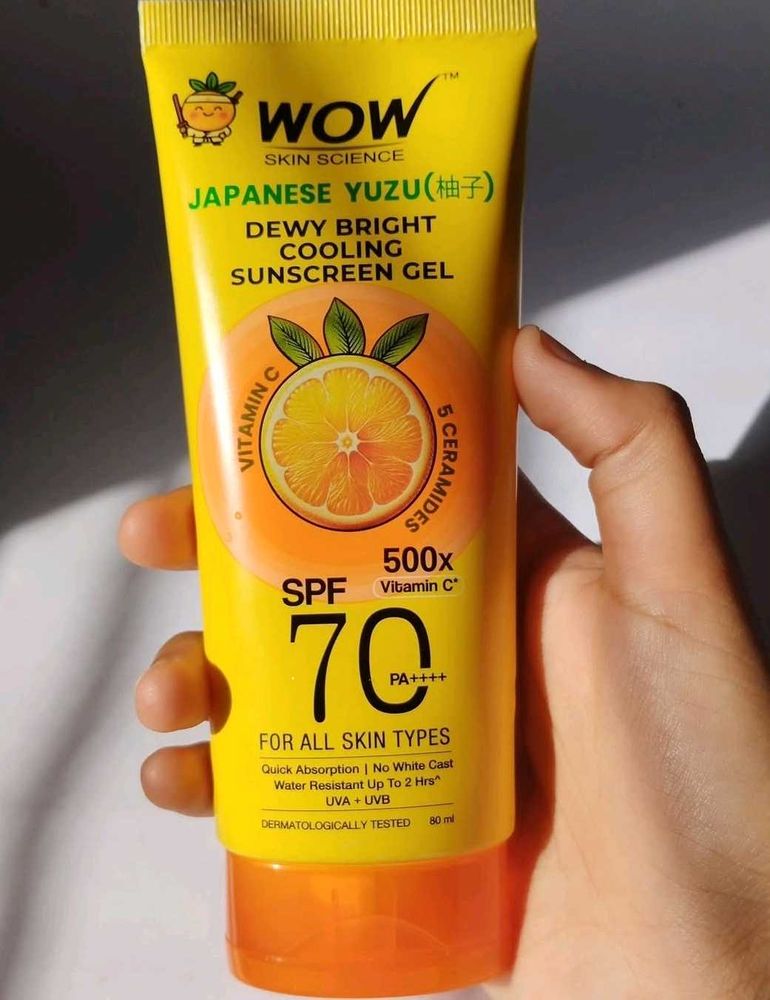 WOW™
SKIN SCIENCE
JAPANESE YUZU(柚子)
DEWY BRIGHT
COOLING
SUNSCREEN GEL
VITAMIN C
5 CERAMIDES
500x
Vitamin C*
SPF
70
PA++++
FOR ALL SKIN TYPES
Quick Absorption | No White Cast
Water Resistant Up To 2 Hrs^
UVA + UVB
DERMATOLOGICALLY TESTED 80 ml